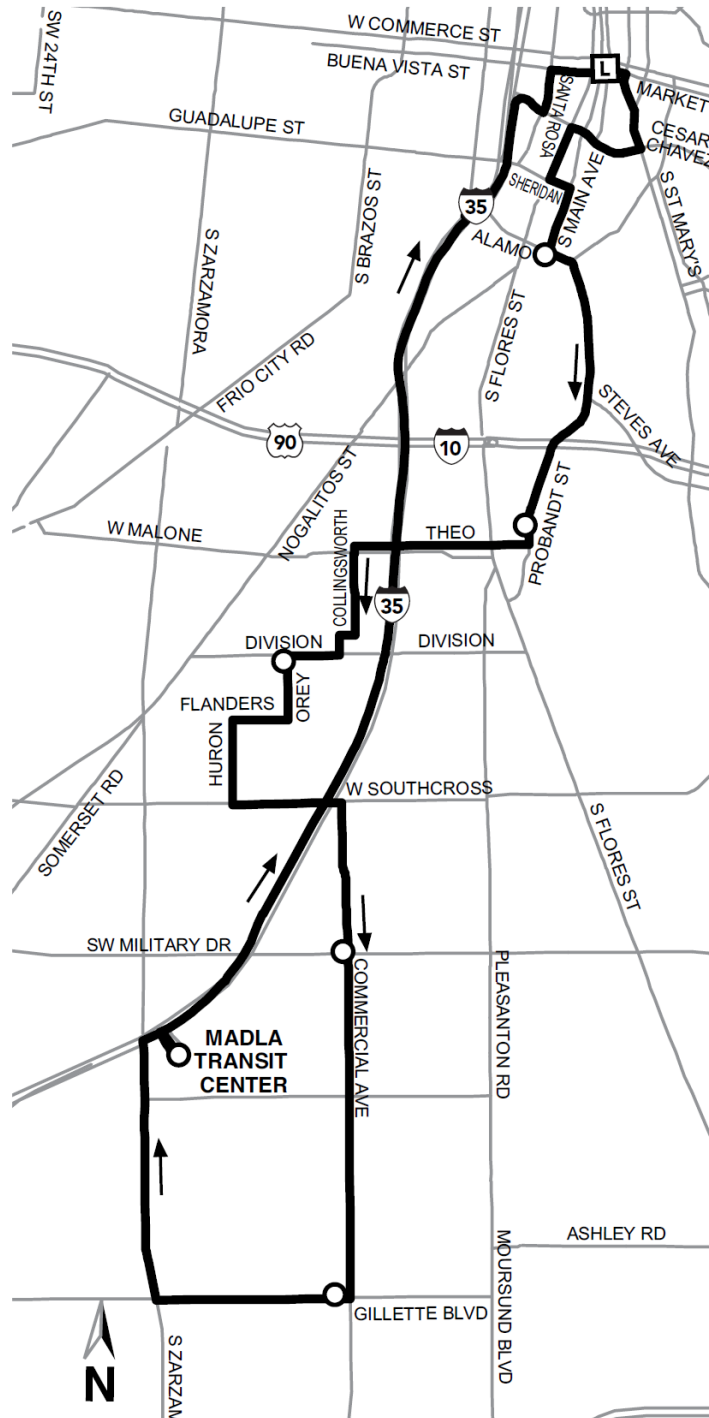 W COMMERCE ST
SW 24TH ST
BUENA VISTA ST
L
MARKET
SANTA ROSA
GUADALUPE ST
CESAR
CHAVEZ
S BRAZOS ST
SHERIDAN
S MAIN AVE
S ST MARY'S
35
ALAMO
S ZARZAMORA
S FLORES ST
FRIO CITY RD
STEVES AVE
90
10
NOGALITOS ST
PROBANDT ST
W MALONE
THEO
COLLINGSWORTH
35
DIVISION
DIVISION
OREY
FLANDERS
HURON
W SOUTHCROSS
SOMERSET RD
S FLORES ST
SW MILITARY DR
COMMERCIAL AVE
PLEASANTON RD
MADLA
TRANSIT
CENTER
ASHLEY RD
MOURSUND BLVD
GILLETTE BLVD
S ZARZAM
N